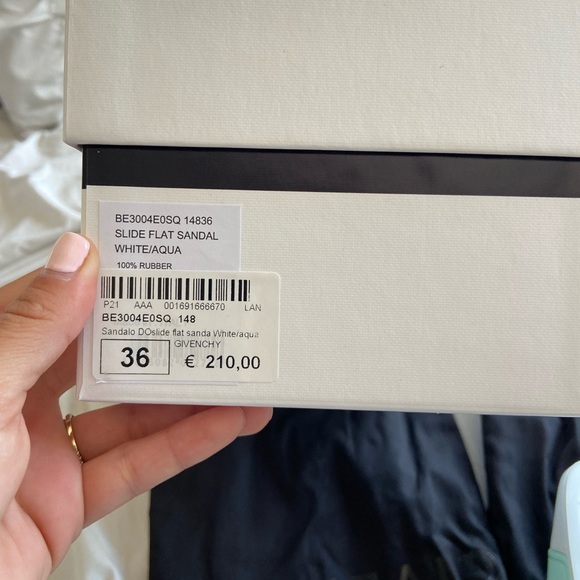 BE3004E0SQ 14836
SLIDE FLAT SANDAL
WHITE/AQUA
100% RUBBER
P21 AAA 001691666670 LAN
BE3004E0SQ 148
Sandalo DOslide flat sanda White/aqua
GIVENCHY
36 € 210,00